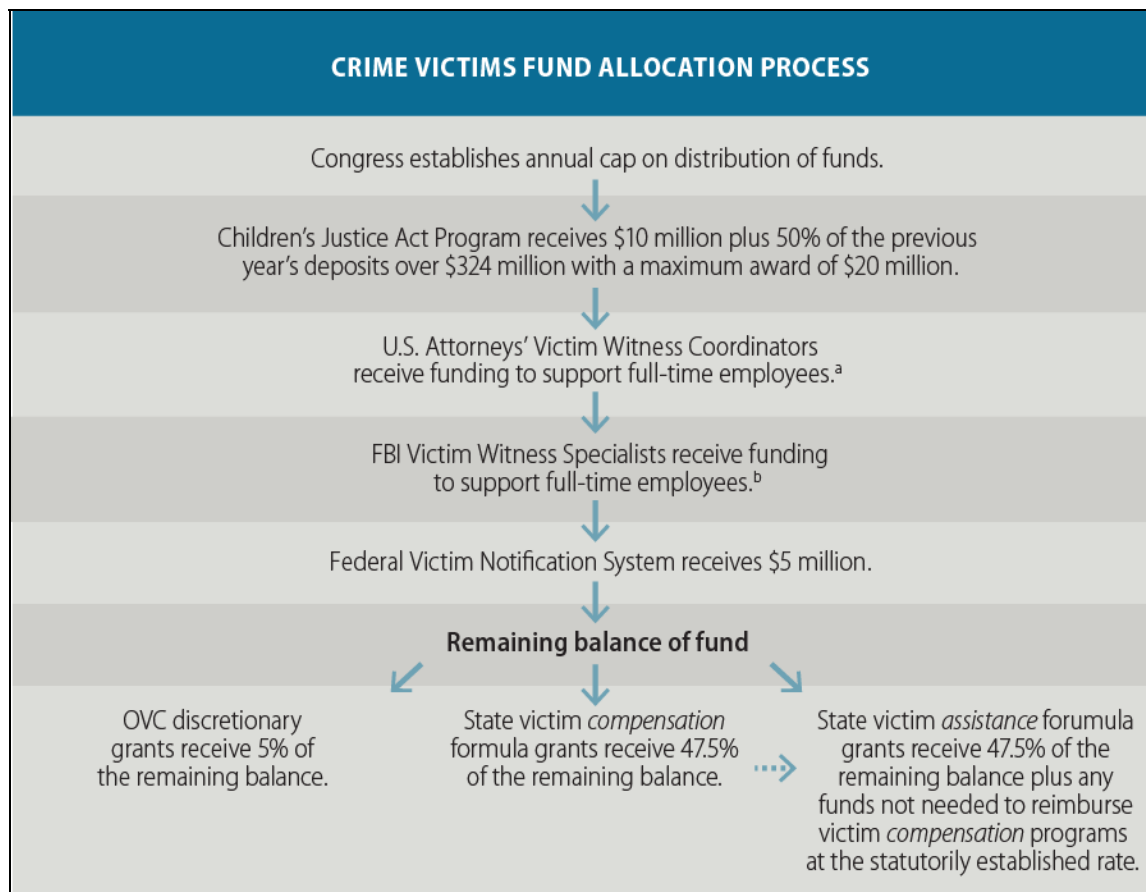 CRIME VICTIMS FUND ALLOCATION PROCESS
Congress establishes annual cap on distribution of funds.
Children’s Justice Act Program receives $10 million plus 50% of the previous
year’s deposits over $324 million with a maximum award of $20 million.
U.S. Attorneys’ Victim Witness Coordinators
receive funding to support full-time employees.ᵃ
FBI Victim Witness Specialists receive funding
to support full-time employees.ᵇ
Federal Victim Notification System receives $5 million.
Remaining balance of fund
OVC discretionary
grants receive 5% of
the remaining balance.
State victim compensation
formula grants receive 47.5%
of the remaining balance.
State victim assistance forumula
grants receive 47.5% of the
remaining balance plus any
funds not needed to reimburse
victim compensation programs
at the statutorily established rate.